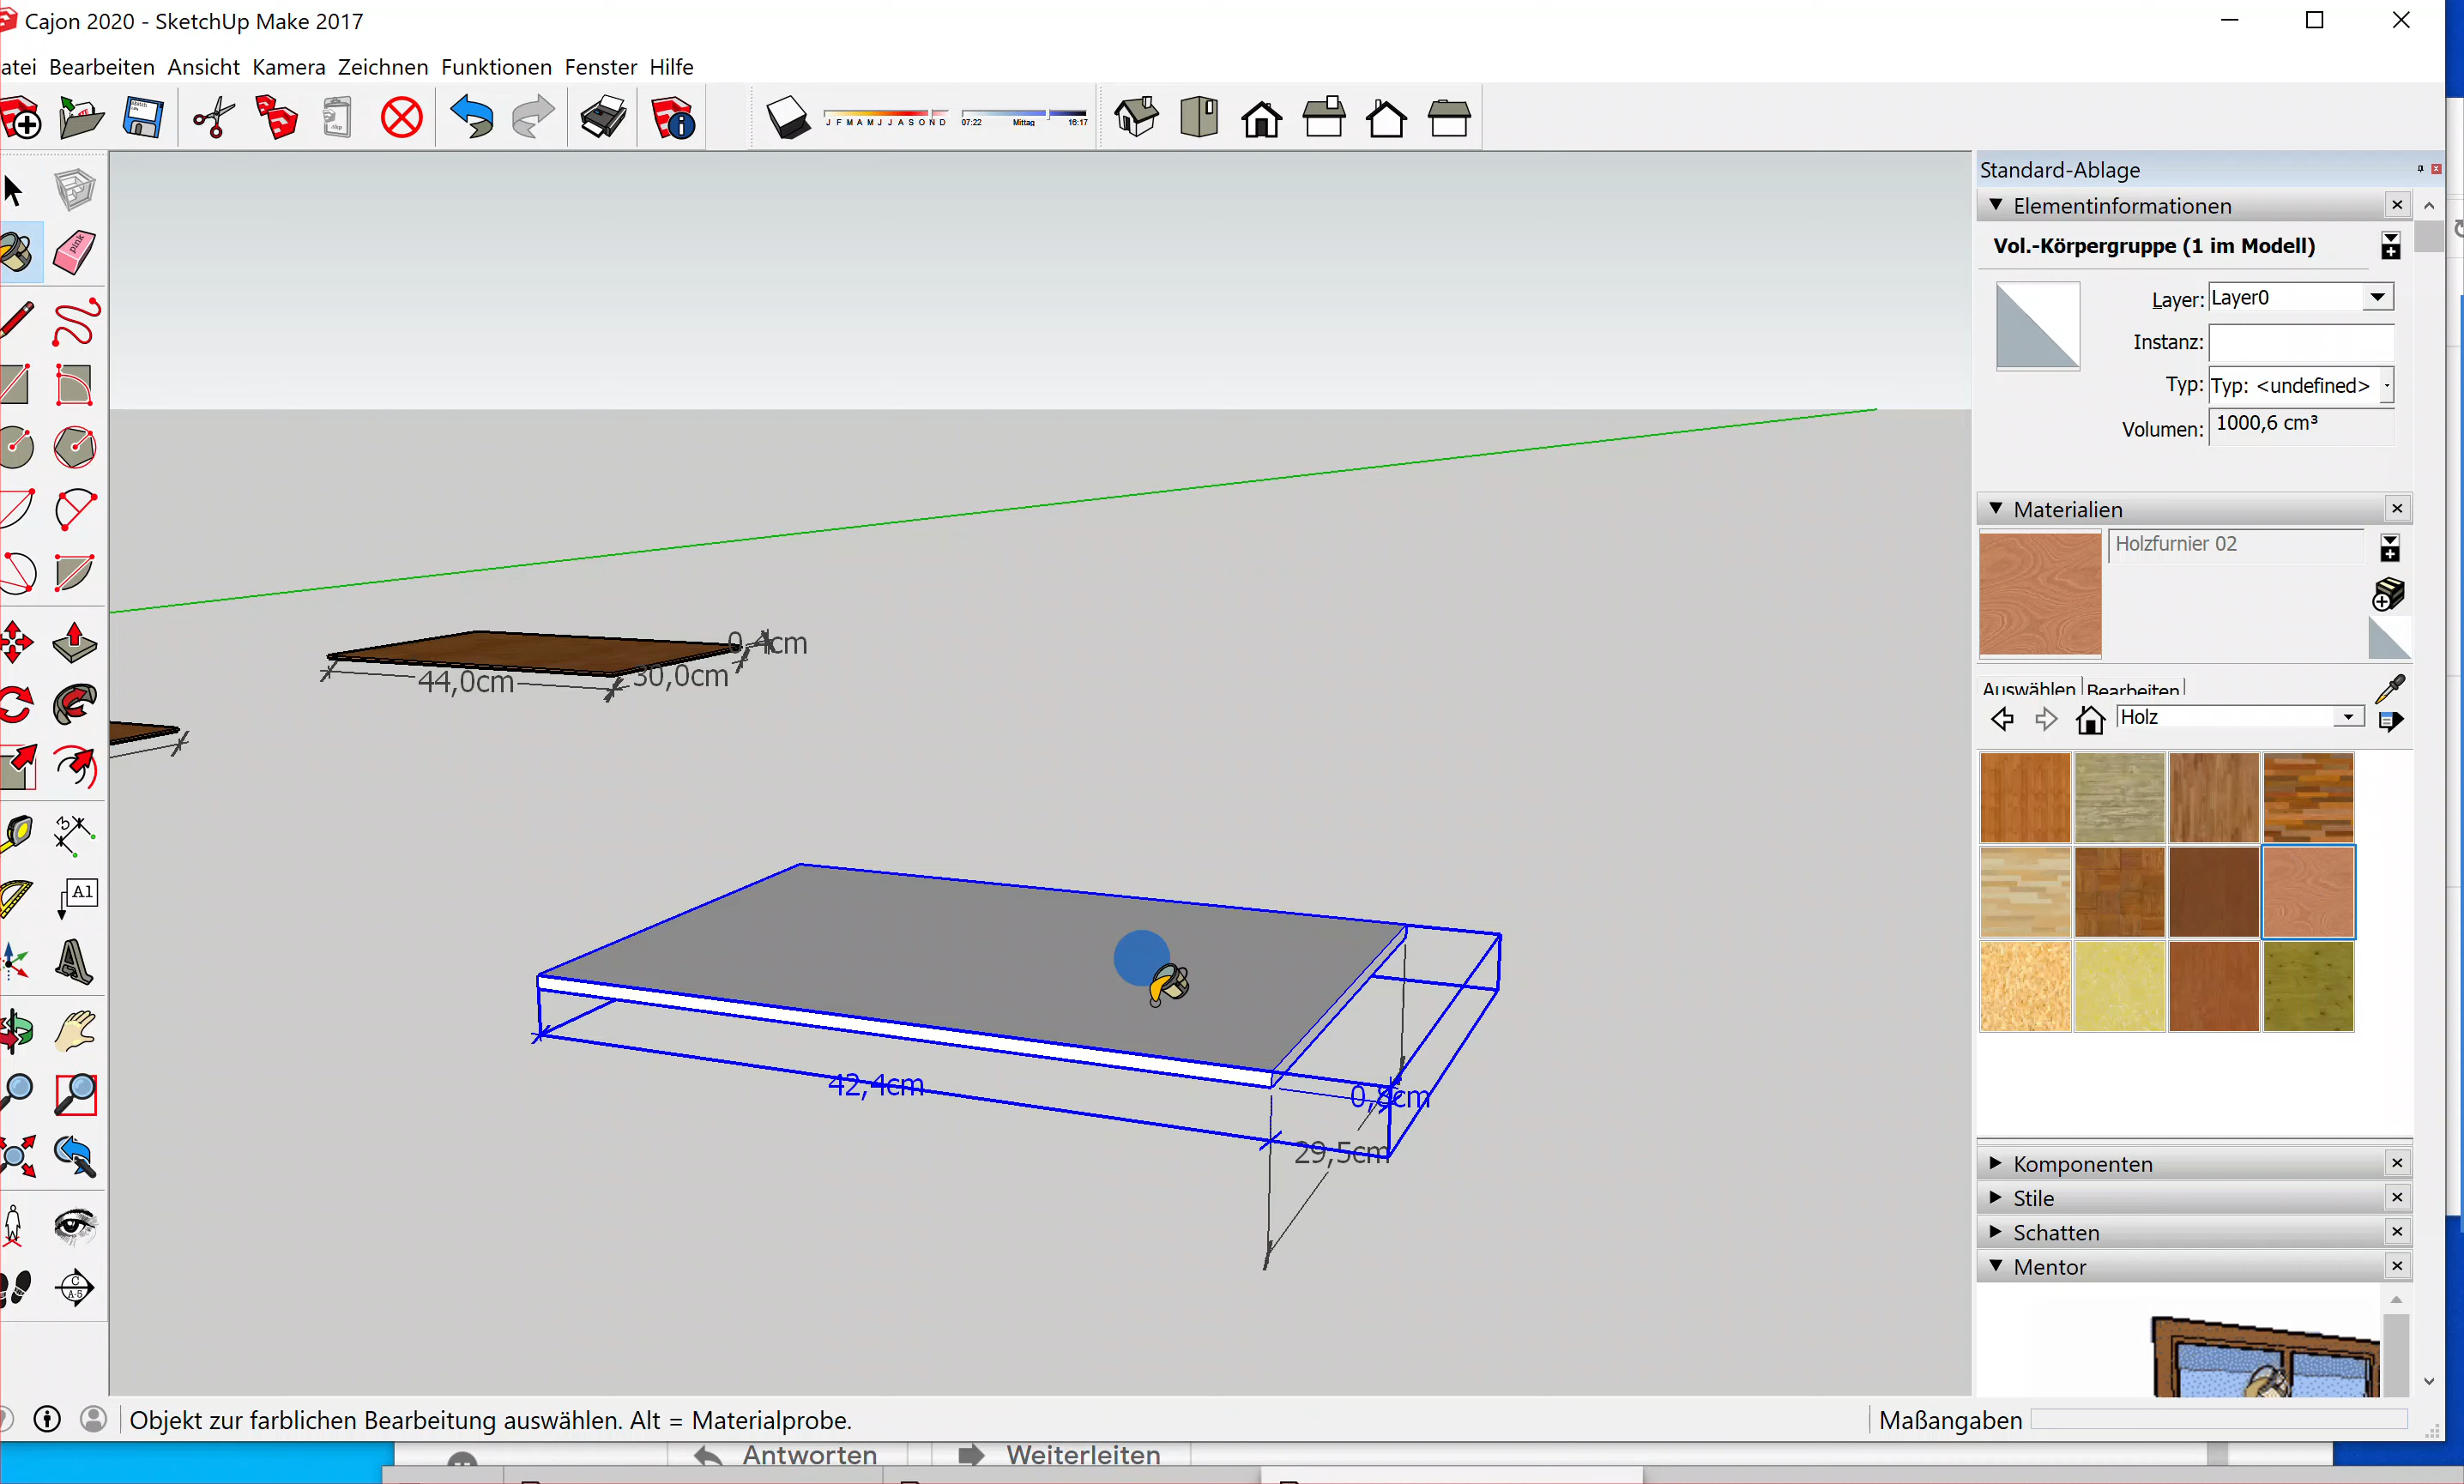 Cajon 2020 - SketchUp Make 2017
atei Bearbeiten Ansicht Kamera Zeichnen Funktionen Fenster Hilfe
J F M A M J J A S O N D
07:22 Mittag 16:17
pink
A1
Standard-Ablage
Elementinformationen
Vol.-Körpergruppe (1 im Modell)
Layer: Layer0
Instanz:
Typ: Typ: <undefined>
Volumen: 1000,6 cm³
Materialien
Holzfurnier 02
Auswählen Bearbeiten
Holz
44,0cm
30,0cm
42,4cm
29,5cm
Komponenten
Stile
Schatten
Mentor
Objekt zur farblichen Bearbeitung auswählen. Alt = Materialprobe.
Maßangaben
Antworten Weiterleiten